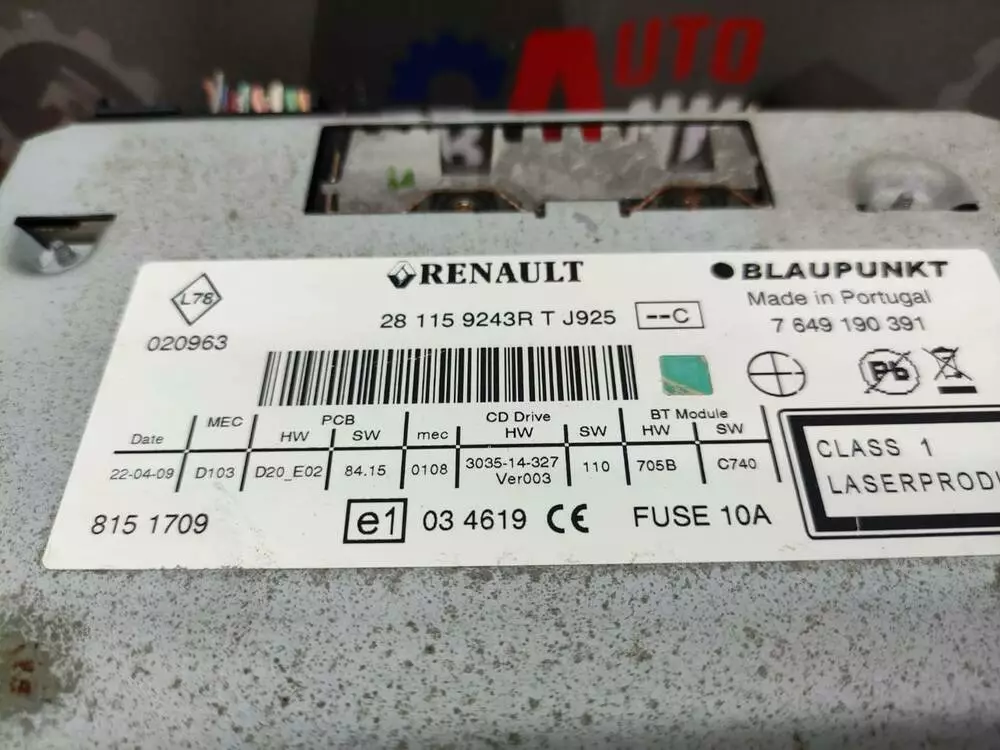 AUTO
L78
020963
RENAULT
28 115 9243R T J925
--C
BLAUPUNKT
Made in Portugal
7 649 190 391
Pb
Date MEC PCB HW SW mec CD Drive HW SW BT Module HW SW
22-04-09 D103 D20_E02 84.15 0108 3035-14-327 Ver003 110 705B C740
CLASS 1
LASERPRODU
815 1709
e1 03 4619 CE FUSE 10A